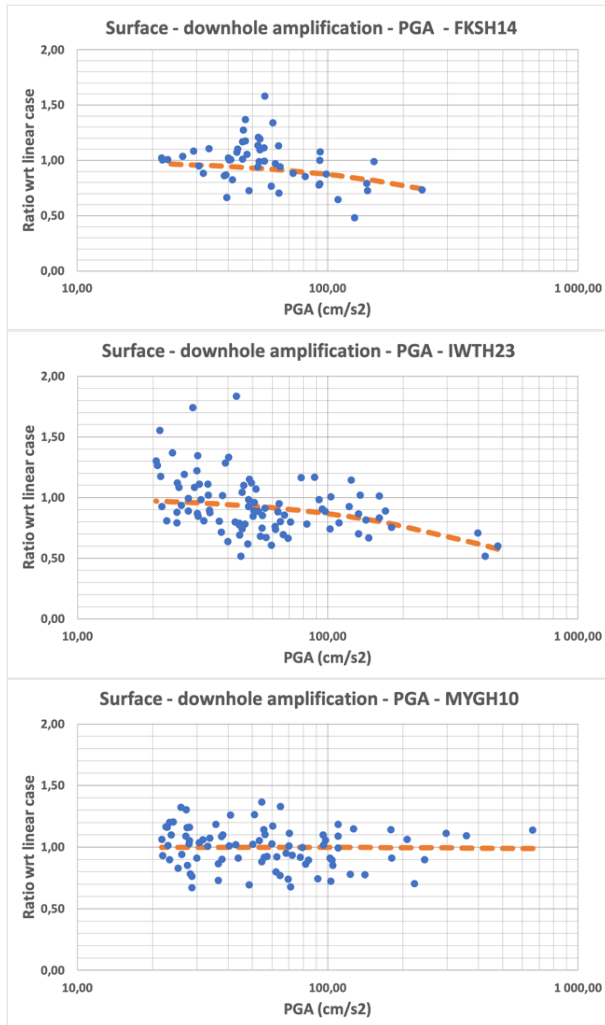 Surface - downhole amplification - PGA  - FKSH14
2,00
1,50
1,00
0,50
0,00
Ratio wrt linear case
10,00 100,00 1 000,00
PGA (cm/s2)
Surface - downhole amplification - PGA - IWTH23
2,00
1,50
1,00
0,50
0,00
Ratio wrt linear case
10,00 100,00 1 000,00
PGA (cm/s2)
Surface - downhole amplification - PGA - MYGH10
2,00
1,50
1,00
0,50
0,00
Ratio wrt linear case
10,00 100,00 1 000,00
PGA (cm/s2)